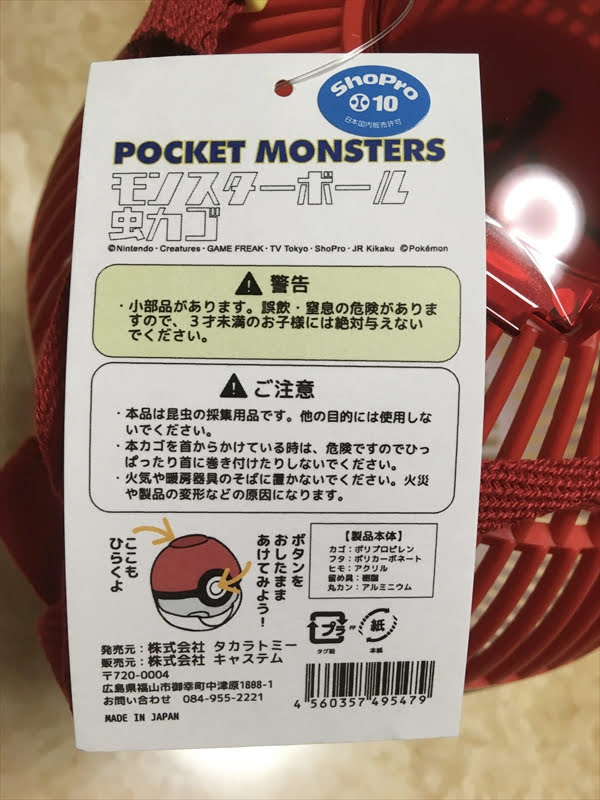 ShoPro
10
日本国内販売許可
POCKET MONSTERS
モンスターボール
虫カゴ
©Nintendo・Creatures・GAME FREAK・TV Tokyo・ShoPro・JR Kikaku ©Pokémon
警告
・小部品があります。誤飲・窒息の危険がありま
すので、3才未満のお子様には絶対与えない
でください。
ご注意
・本品は昆虫の採集用品です。他の目的には使用しな
いでください。
・本カゴを首からかけている時は、危険ですのでひっ
ぱったり首に巻き付けたりしないでください。
・火気や暖房器具のそばに置かないでください。火災
や製品の変形などの原因になります。
ここも
ひらくよ
ボタンを
おしたまま
あけてみよう!
【製品本体】
カゴ:ポリプロピレン
フタ:ポリカーボネート
ヒモ:アクリル
留め具:樹脂
丸カン:アルミニウム
プラ
PP
紙
タグ紐
本紙
発売元:株式会社 タカラトミー
販売元:株式会社 キャステム
〒720-0004
広島県福山市御幸町中津原1808-1
お問い合わせ 084-955-2221
MADE IN JAPAN
4 560357 495479